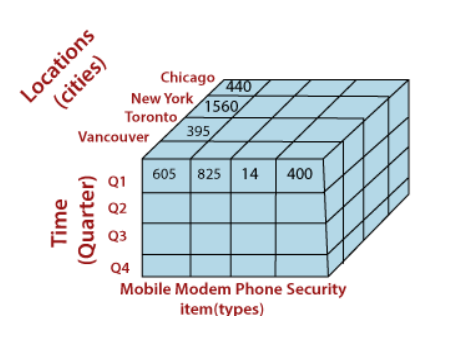 Locations
(cities)
Chicago 440
New York 1560
Toronto 395
Vancouver
Time
(Quarter)
Q1 605 825 14 400
Q2
Q3
Q4
Mobile Modem Phone Security
item(types)